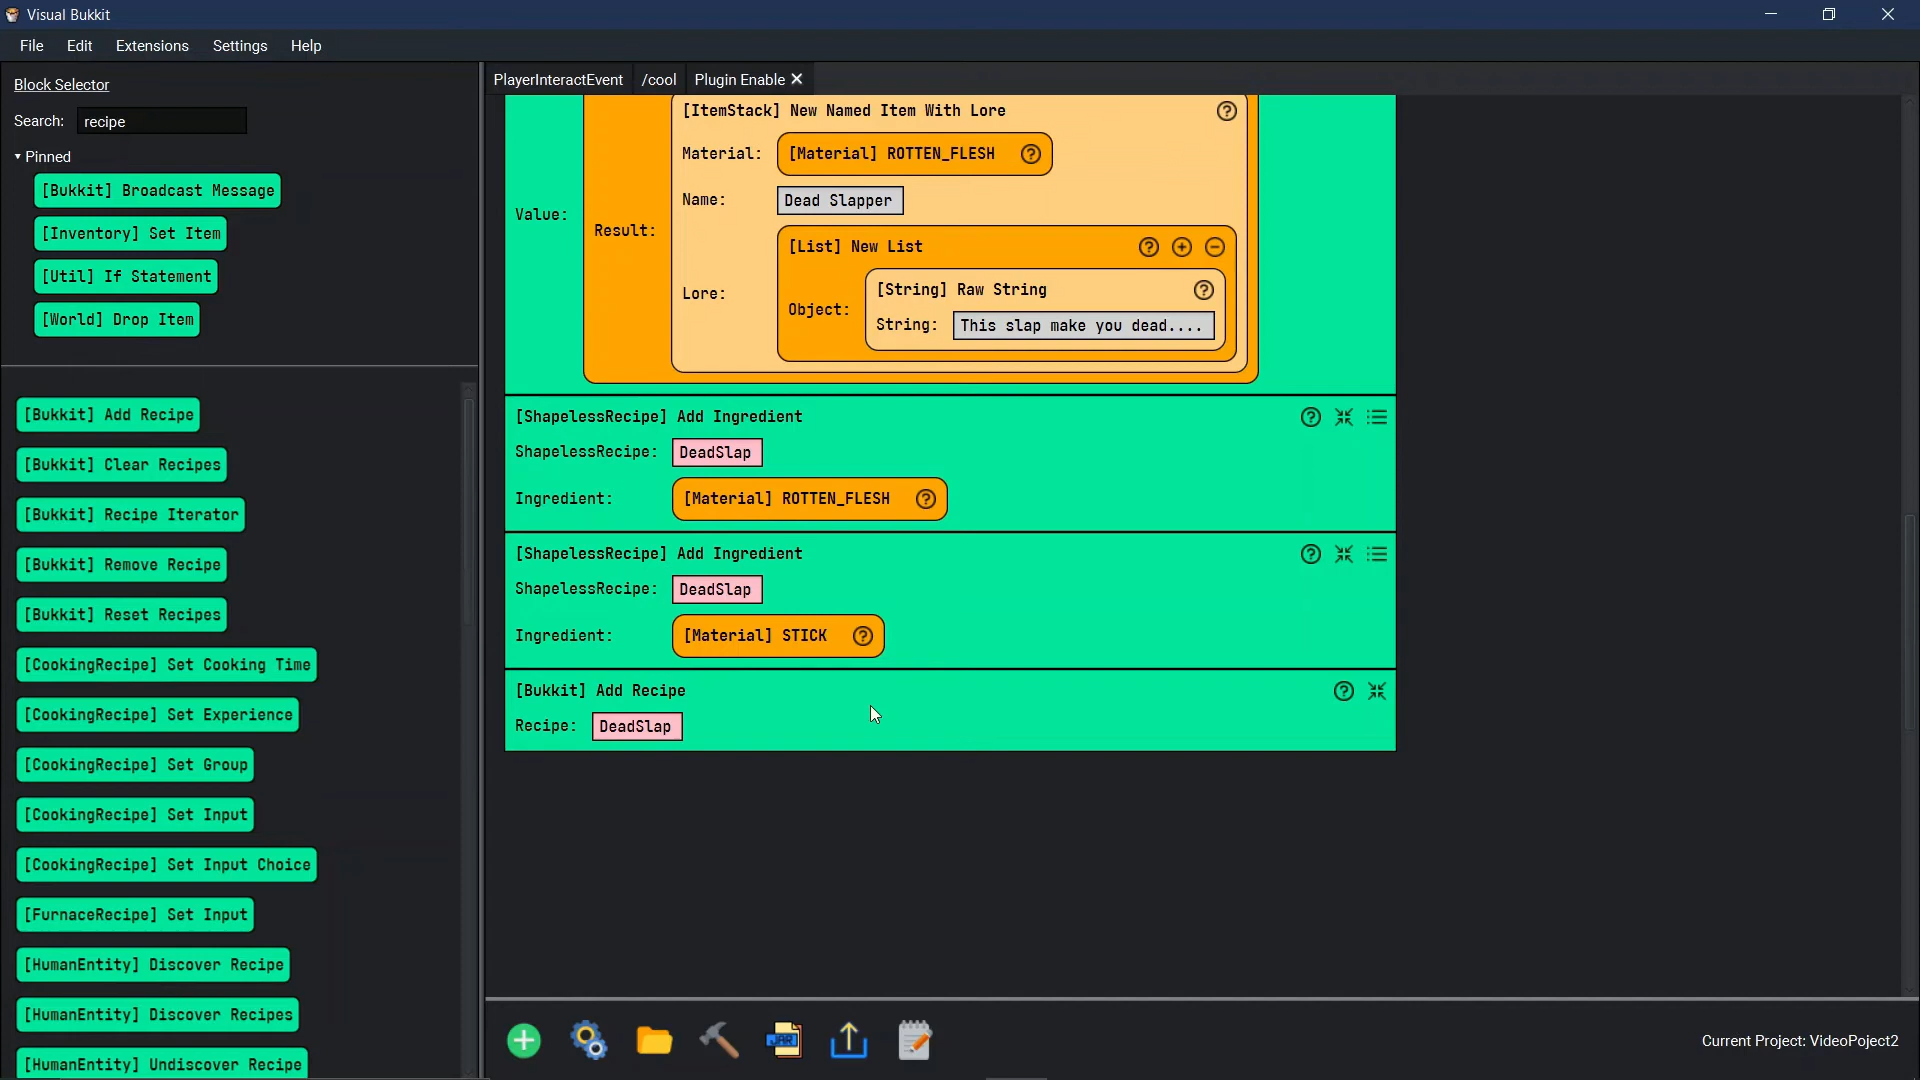 Visual Bukkit
File Edit Extensions Settings Help
Block Selector
Search: recipe
Pinned
[Bukkit] Broadcast Message
[Inventory] Set Item
[Util] If Statement
[World] Drop Item
[Bukkit] Add Recipe
[Bukkit] Clear Recipes
[Bukkit] Recipe Iterator
[Bukkit] Remove Recipe
[Bukkit] Reset Recipes
[CookingRecipe] Set Cooking Time
[CookingRecipe] Set Experience
[CookingRecipe] Set Group
[CookingRecipe] Set Input
[CookingRecipe] Set Input Choice
[FurnaceRecipe] Set Input
[HumanEntity] Discover Recipe
[HumanEntity] Discover Recipes
[HumanEntity] Undiscover Recipe
PlayerInteractEvent /cool Plugin Enable
[ItemStack] New Named Item With Lore
Material: [Material] ROTTEN_FLESH
Name: Dead Slapper
Value:
Result:
[List] New List
Lore:
[String] Raw String
Object:
String: This slap make you dead....
[ShapelessRecipe] Add Ingredient
ShapelessRecipe: DeadSlap
Ingredient: [Material] ROTTEN_FLESH
[ShapelessRecipe] Add Ingredient
ShapelessRecipe: DeadSlap
Ingredient: [Material] STICK
[Bukkit] Add Recipe
Recipe: DeadSlap
JAR
Current Project: VideoPoject2